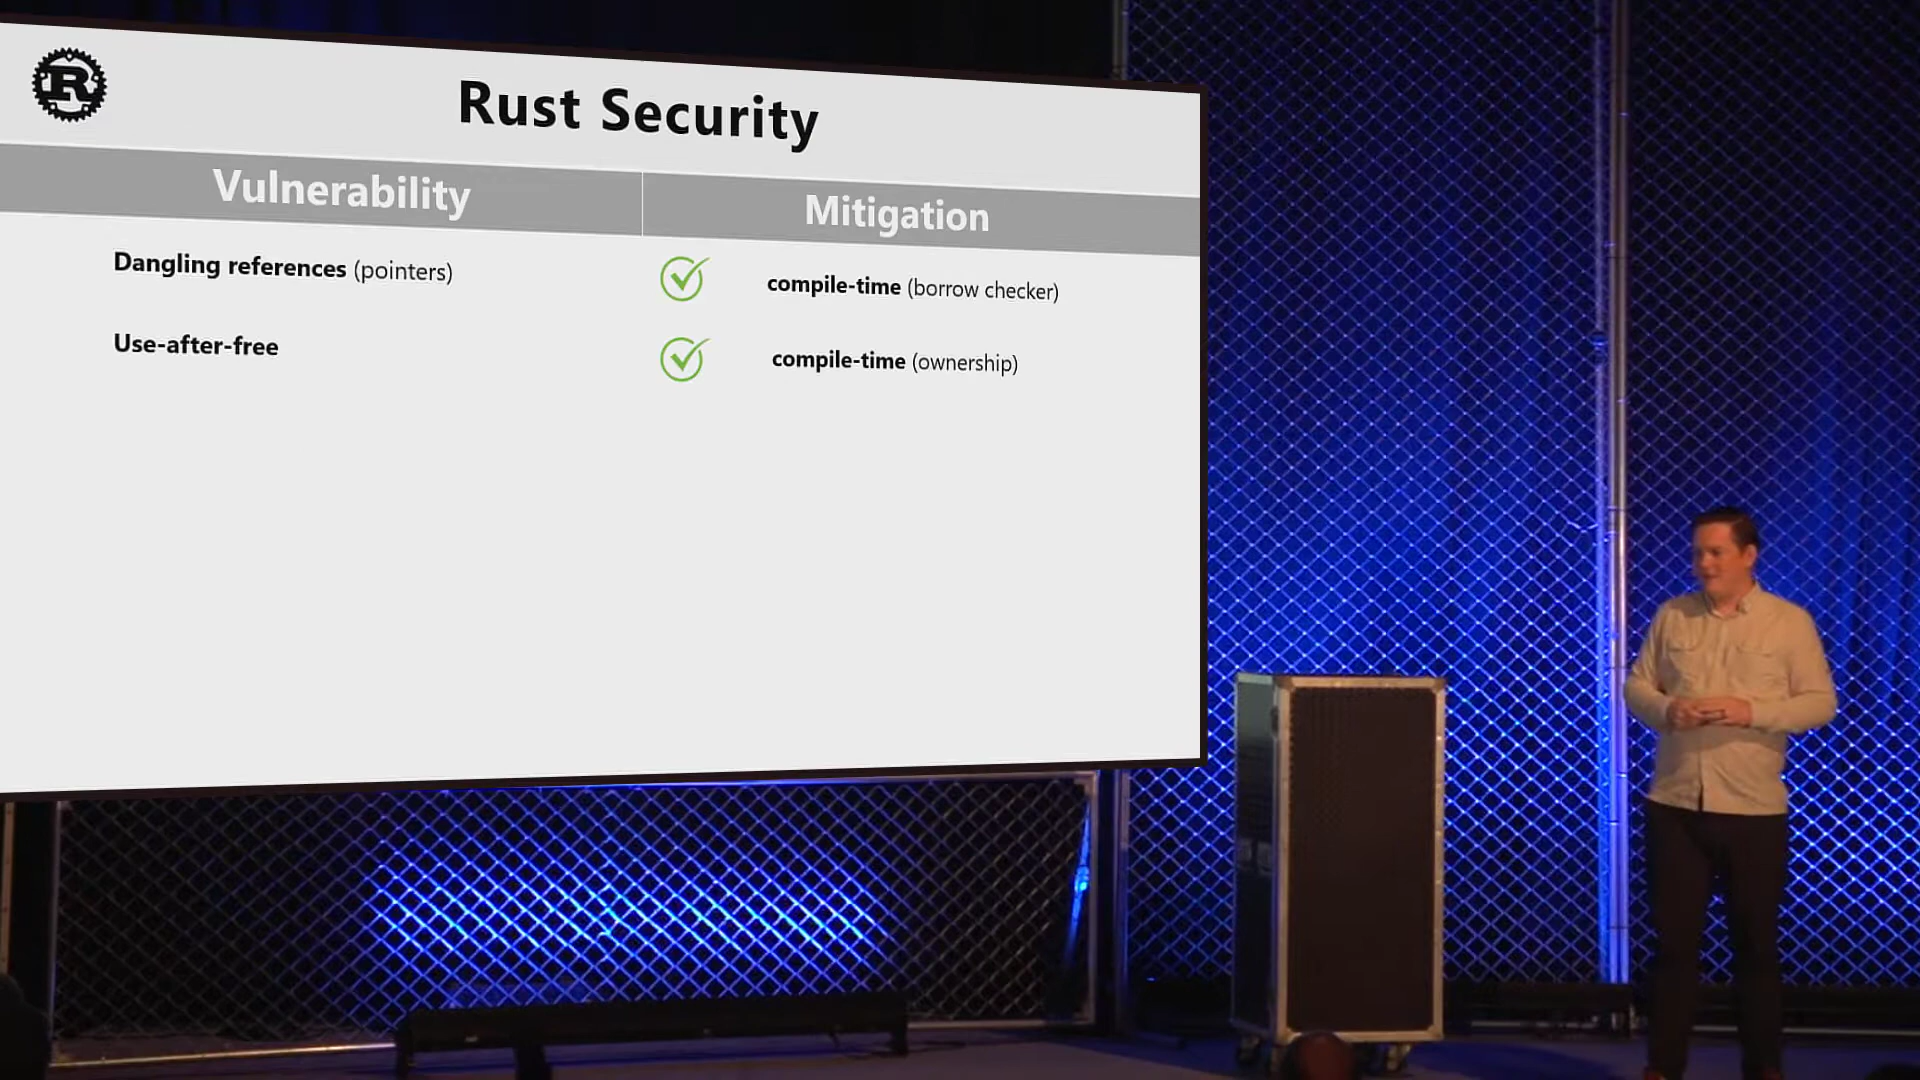 R
Rust Security
Vulnerability Mitigation
Dangling references (pointers) compile-time (borrow checker)
Use-after-free compile-time (ownership)